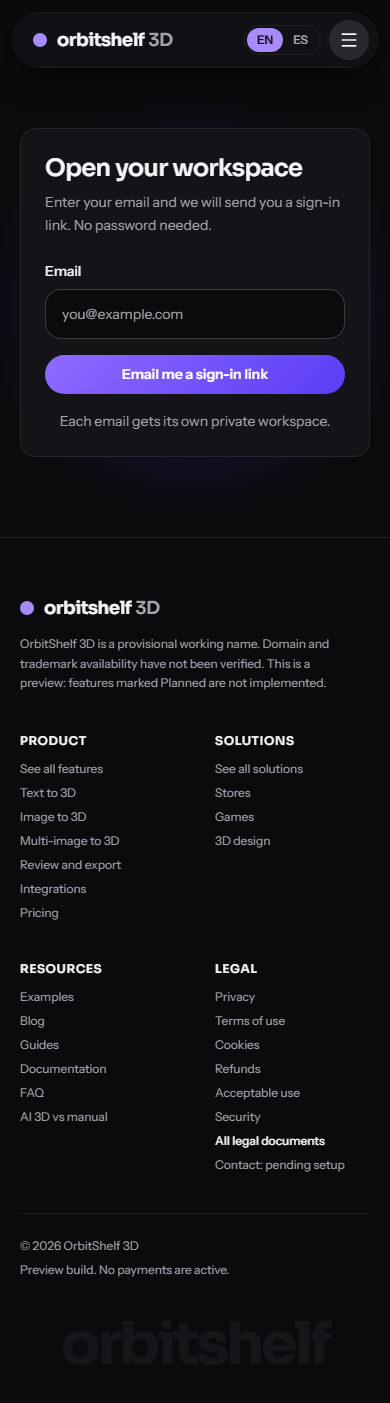 orbitshelf 3D
EN ES
Open your workspace
Enter your email and we will send you a sign-in
link. No password needed.
Email
you@example.com
Email me a sign-in link
Each email gets its own private workspace.
orbitshelf 3D
OrbitShelf 3D is a provisional working name. Domain and
trademark availability have not been verified. This is a
preview: features marked Planned are not implemented.
PRODUCT
See all features
Text to 3D
Image to 3D
Multi-image to 3D
Review and export
Integrations
Pricing
SOLUTIONS
See all solutions
Stores
Games
3D design
RESOURCES
Examples
Blog
Guides
Documentation
FAQ
AI 3D vs manual
LEGAL
Privacy
Terms of use
Cookies
Refunds
Acceptable use
Security
All legal documents
Contact: pending setup
© 2026 OrbitShelf 3D
Preview build. No payments are active.
orbitshelf